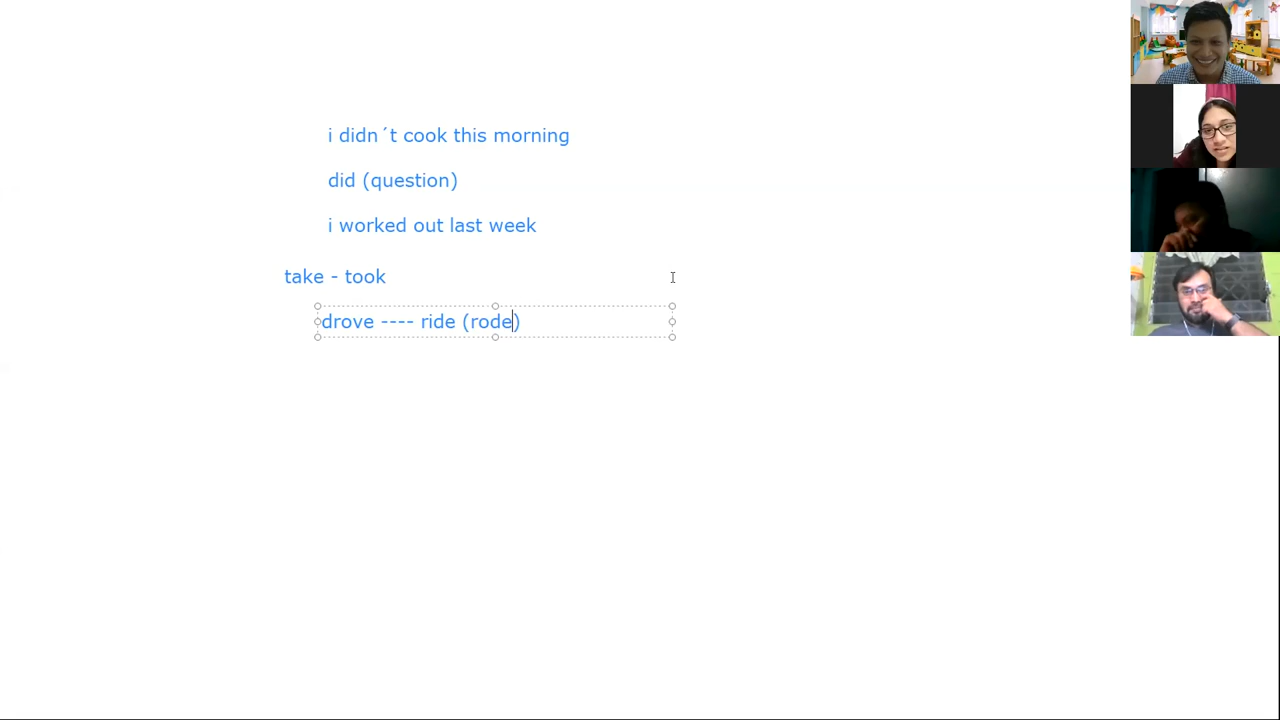 i didn´t cook this morning
did (question)
i worked out last week
take - took
drove ---- ride (rode)